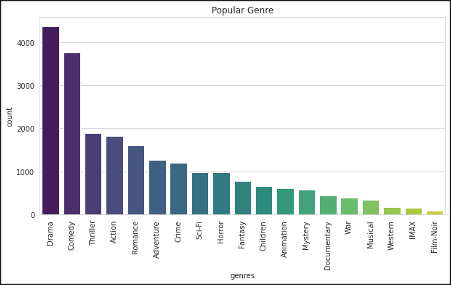 Popular Genre
count
4000
3000
2000
1000
0
Drama
Comedy
Thriller
Action
Romance
Adventure
Crime
Sci-Fi
Horror
Fantasy
Children
Animation
Mystery
Documentary
War
Musical
Western
IMAX
Film-Noir
genres